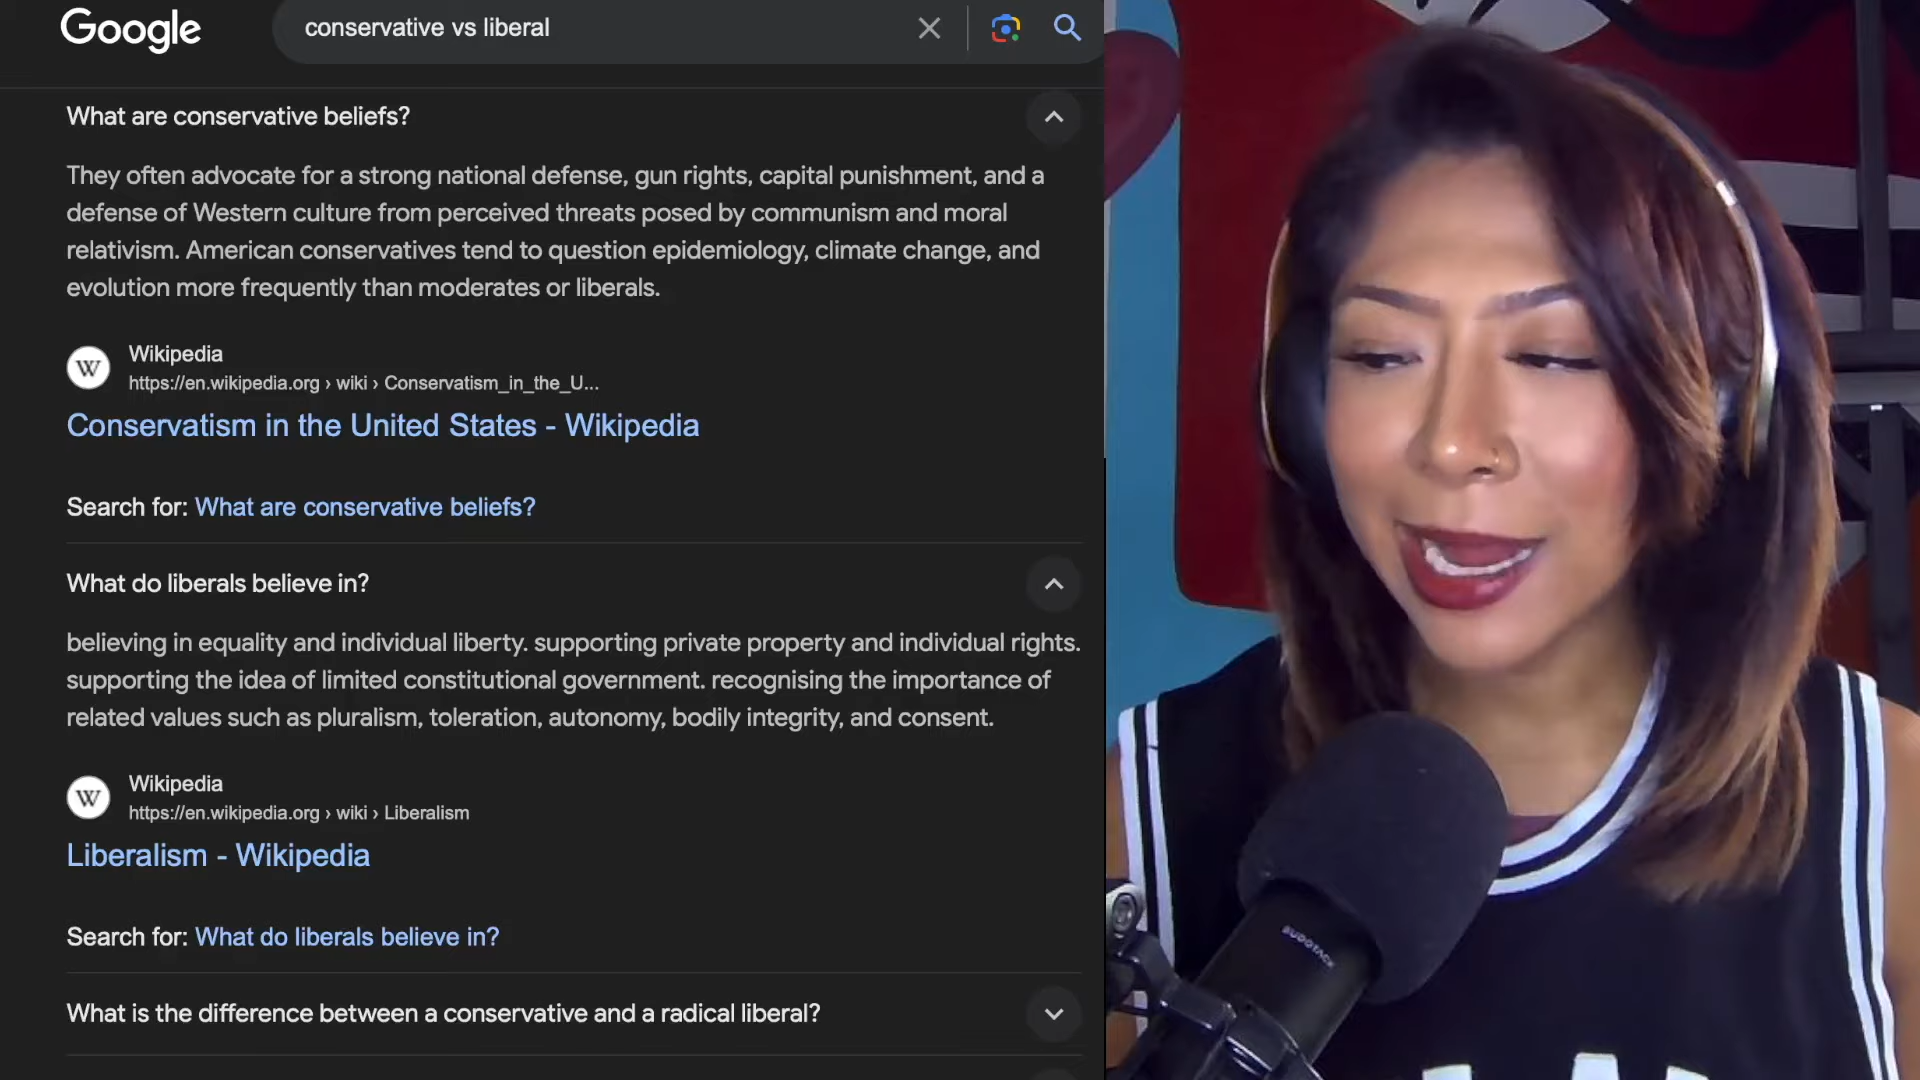 Google
conservative vs liberal
What are conservative beliefs?
They often advocate for a strong national defense, gun rights, capital punishment, and a
defense of Western culture from perceived threats posed by communism and moral
relativism. American conservatives tend to question epidemiology, climate change, and
evolution more frequently than moderates or liberals.
W
Wikipedia
https://en.wikipedia.org › wiki › Conservatism_in_the_U...
Conservatism in the United States - Wikipedia
Search for: What are conservative beliefs?
What do liberals believe in?
believing in equality and individual liberty. supporting private property and individual rights.
supporting the idea of limited constitutional government. recognising the importance of
related values such as pluralism, toleration, autonomy, bodily integrity, and consent.
W
Wikipedia
https://en.wikipedia.org › wiki › Liberalism
Liberalism - Wikipedia
Search for: What do liberals believe in?
What is the difference between a conservative and a radical liberal?